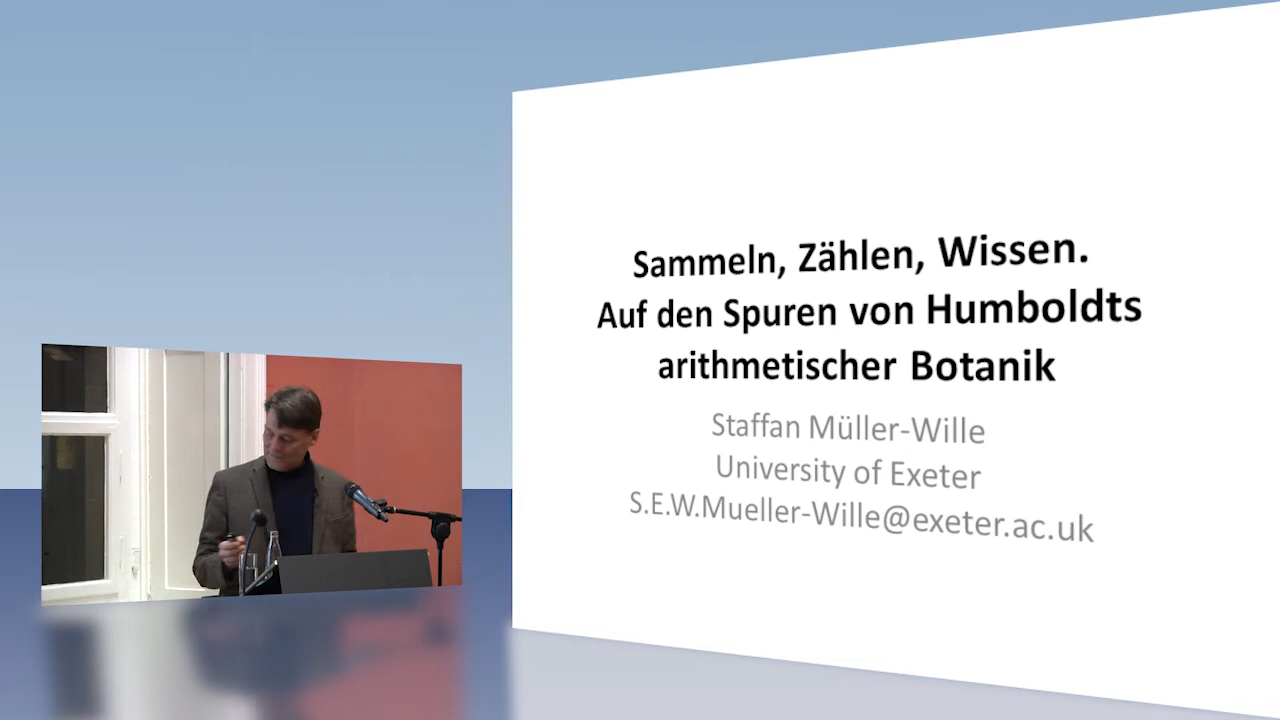 Sammeln, Zählen, Wissen.
Auf den Spuren von Humboldts
arithmetischer Botanik
Staffan Müller-Wille
University of Exeter
S.E.W.Mueller-Wille@exeter.ac.uk